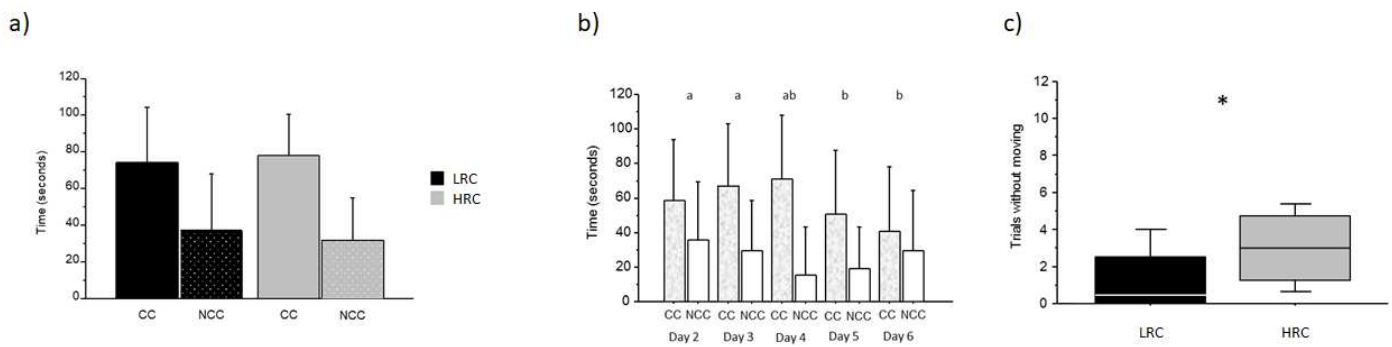 a)
120
100
80
60
40
20
0
Time (seconds)
CC NCC CC NCC
LRC
HRC
b)
120
100
80
60
40
20
0
Time (seconds)
a a ab b b
CC NCC CC NCC CC NCC CC NCC CC NCC
Day 2 Day 3 Day 4 Day 5 Day 6
c)
12
10
8
6
4
2
0
Trials without moving
*
LRC HRC